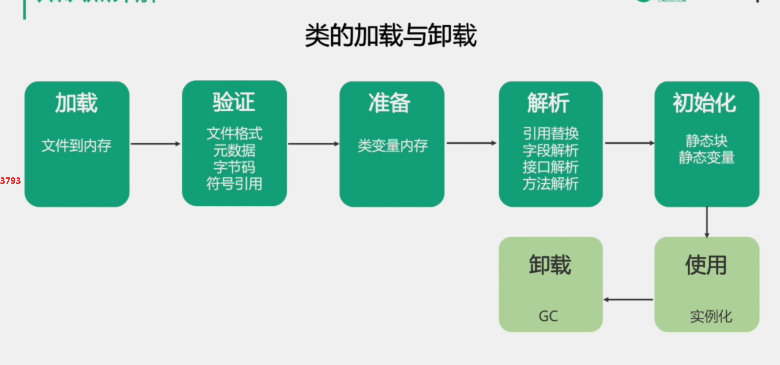 类的加载与卸载
加载
文件到内存
验证
文件格式
元数据
字节码
符号引用
准备
类变量内存
解析
引用替换
字段解析
接口解析
方法解析
初始化
静态块
静态变量
3793
卸载
GC
使用
实例化